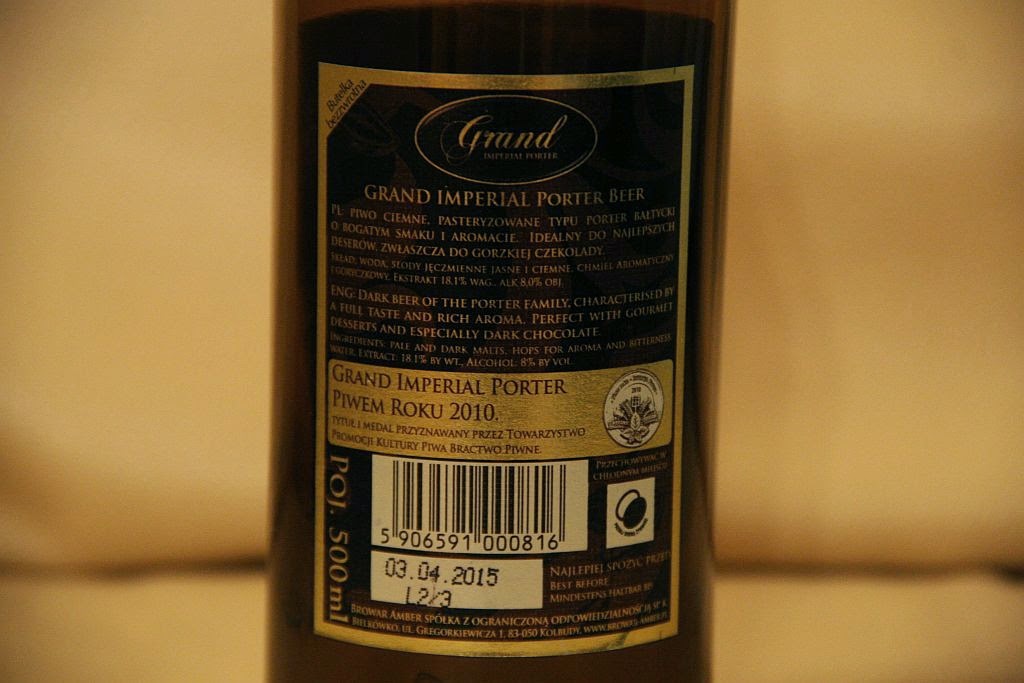 Butelka
bezzwrotna
Grand
IMPERIAL PORTER
GRAND IMPERIAL PORTER BEER
PL: PIWO CIEMNE, PASTERYZOWANE TYPU PORTER BAŁTYCKI
O BOGATYM SMAKU I AROMACIE. IDEALNY DO NAJLEPSZYCH
DESERÓW, ZWŁASZCZA DO GORZKIEJ CZEKOLADY.
SKŁAD: WODA, SŁODY JĘCZMIENNE JASNE I CIEMNE, CHMIEL AROMATYCZNY
I GORYCZKOWY. EKSTRAKT 18,1% WAG., ALK 8,0% OBJ.
ENG: DARK BEER OF THE PORTER FAMILY, CHARACTERISED BY
A FULL TASTE AND RICH AROMA. PERFECT WITH GOURMET
DESSERTS AND ESPECIALLY DARK CHOCOLATE.
INGREDIENTS: PALE AND DARK MALTS, HOPS FOR AROMA AND BITTERNESS
WATER, EXTRACT: 18.1% BY WT., ALCOHOL: 8% BY VOL.
GRAND IMPERIAL PORTER
PIWEM ROKU 2010.
TYTUŁ I MEDAL PRZYZNAWANY PRZEZ TOWARZYSTWO
PROMOCJI KULTURY PIWA BRACTWO PIWNE.
2010
POJ. 500ml
PRZECHOWYWAĆ W
CHŁODNYM MIEJSCU
5 906591 000816
03.04.2015
L2/3
NAJLEPIEJ SPOŻYĆ PRZED
BEST BEFORE
MINDESTENS HALTBAR BIS
BROWAR AMBER SPÓŁKA Z OGRANICZONĄ ODPOWIEDZIALNOŚCIĄ SP. K.
BIELKÓWKO, UL. GREGORKIEWICZA 1, 83-050 KOLBUDY, WWW.BROWAR-AMBER.PL